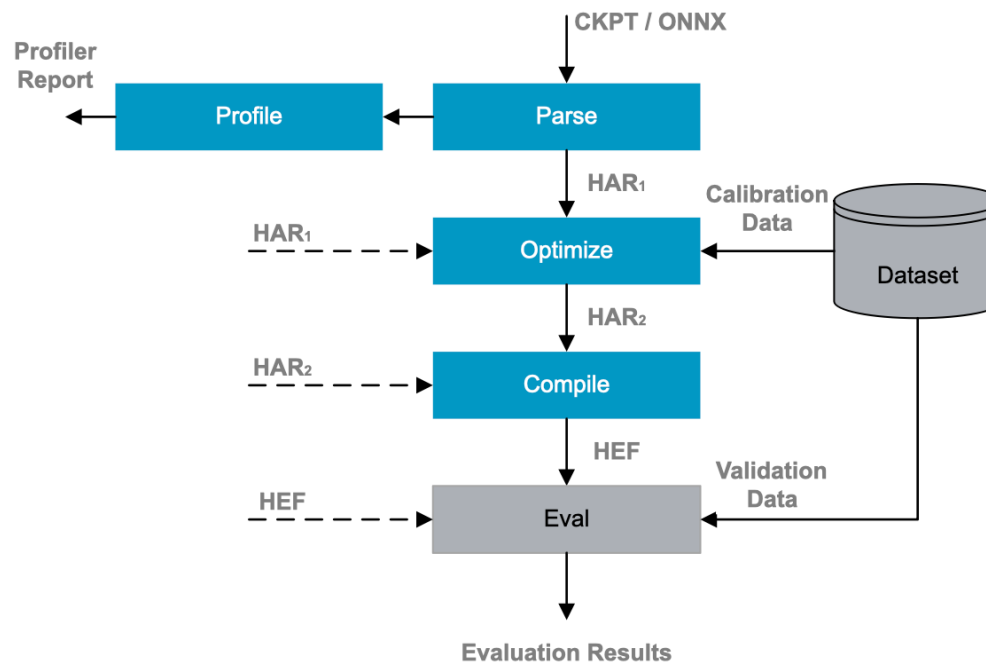 CKPT / ONNX
Profiler
Report
Profile
Parse
HAR₁
Calibration
Data
HAR₁
Optimize
Dataset
HAR₂
HAR₂
Compile
HEF
Validation
Data
HEF
Eval
Evaluation Results